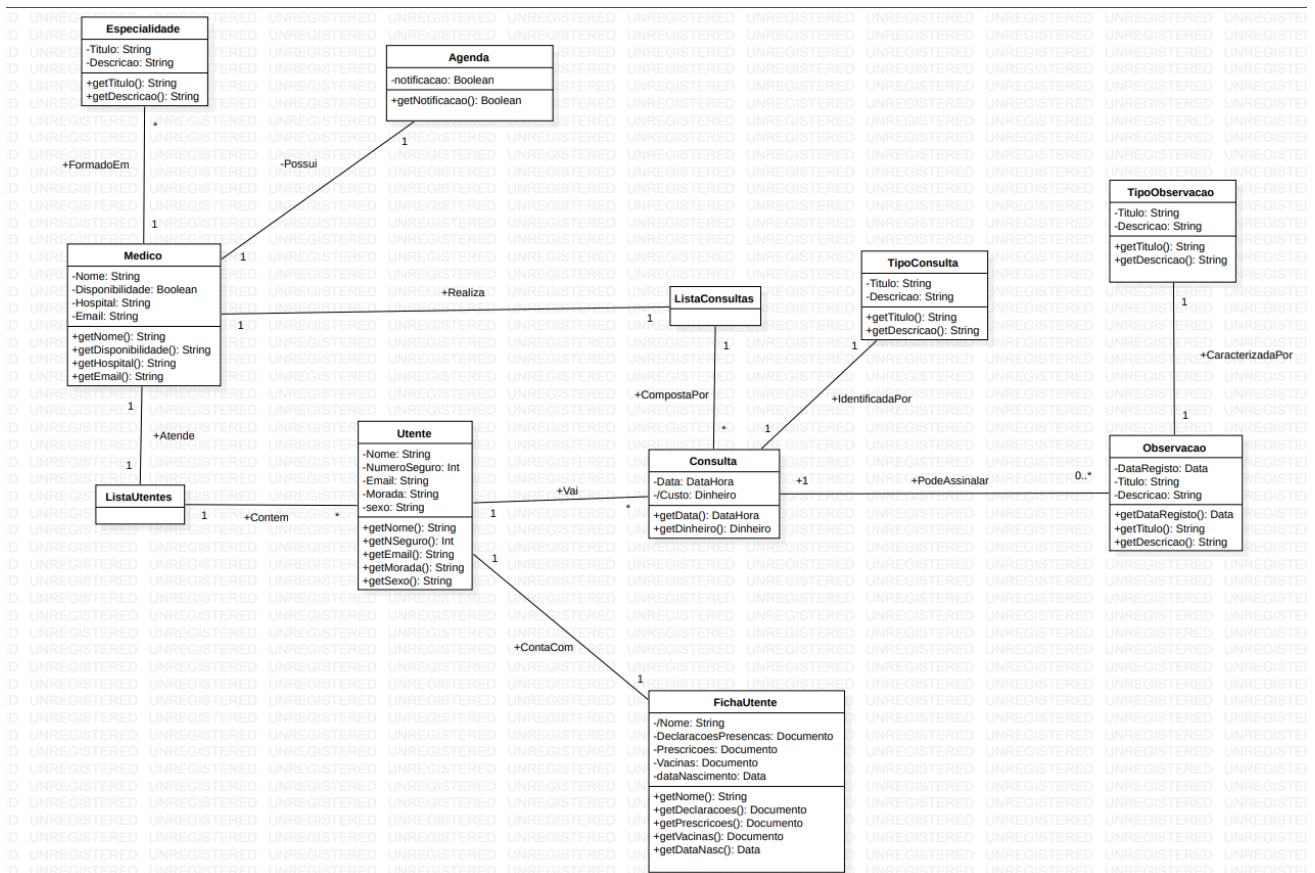 Especialidade
-Titulo: String
-Descricao: String
+getTitulo(): String
+getDescricao(): String
*
+FormadoEm
1
Agenda
-notificacao: Boolean
+getNotificacao(): Boolean
1
-Possui
1
Medico
-Nome: String
-Disponibilidade: Boolean
-Hospital: String
-Email: String
+getNome(): String
+getDisponibilidade(): String
+getHospital(): String
+getEmail(): String
1
+Realiza
1
ListaConsultas
1
+CompostaPor
*
TipoConsulta
-Titulo: String
-Descricao: String
+getTitulo(): String
+getDescricao(): String
1
+IdentificadaPor
1
TipoObservacao
-Titulo: String
-Descricao: String
+getTitulo(): String
+getDescricao(): String
1
+CaracterizadaPor
1
1
+Atende
1
ListaUtentes
1
+Contem
*
Utente
-Nome: String
-NumeroSeguro: Int
-Email: String
-Morada: String
-sexo: String
+getNome(): String
+getNSeguro(): Int
+getEmail(): String
+getMorada(): String
+getSexo(): String
1
+Vai
*
Consulta
-Data: DataHora
-/Custo: Dinheiro
+getData(): DataHora
+getDinheiro(): Dinheiro
+1
+PodeAssinalar
0..*
Observacao
-DataRegisto: Data
-Titulo: String
-Descricao: String
+getDataRegisto(): Data
+getTitulo(): String
+getDescricao(): String
1
+ContaCom
1
FichaUtente
-/Nome: String
-DeclaracoesPresencas: Documento
-Prescricoes: Documento
-Vacinas: Documento
-dataNascimento: Data
+getNome(): String
+getDeclaracoes(): Documento
+getPrescricoes(): Documento
+getVacinas(): Documento
+getDataNasc(): Data
UNREGISTERED